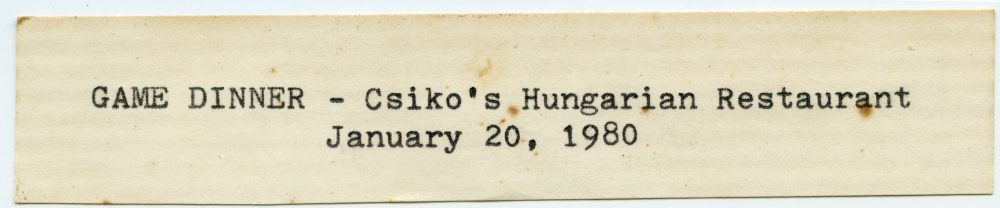 GAME DINNER - Csiko's Hungarian Restaurant
January 20, 1980